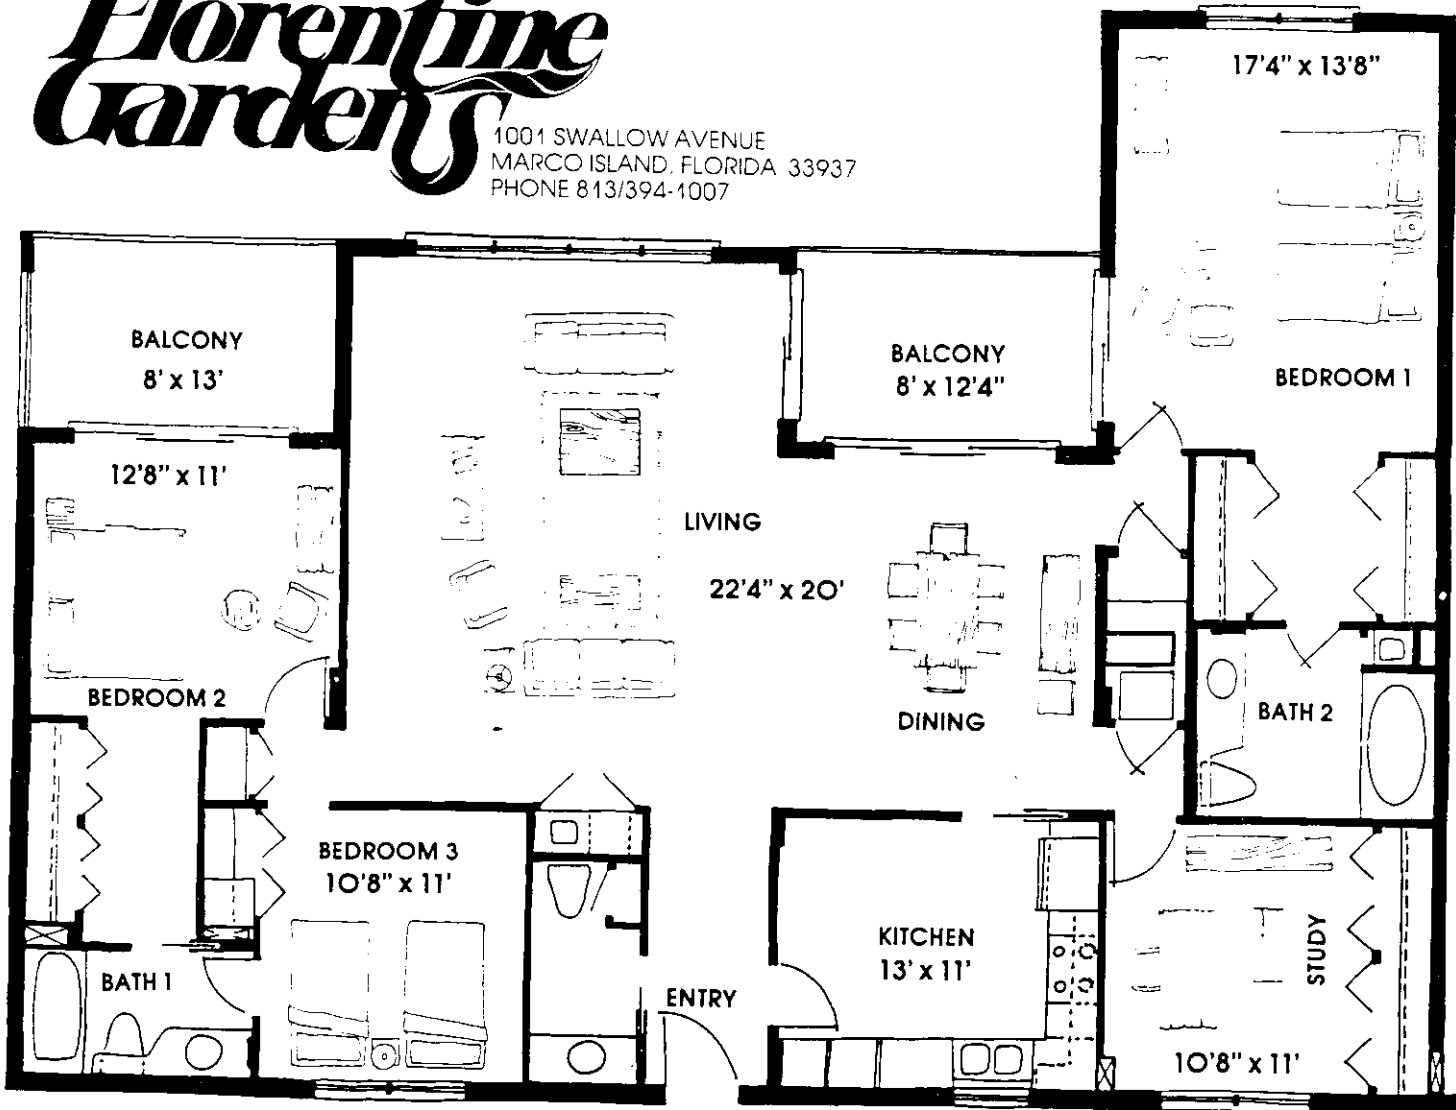 Florentine
Gardens
1001 SWALLOW AVENUE
MARCO ISLAND, FLORIDA 33937
PHONE 813/394-1007
17'4" x 13'8"
BEDROOM 1
BALCONY
8' x 13'
BALCONY
8' x 12'4"
12'8" x 11'
BEDROOM 2
LIVING
22'4" x 20'
DINING
BATH 2
BEDROOM 3
10'8" x 11'
KITCHEN
13' x 11'
STUDY
10'8" x 11'
BATH 1
ENTRY